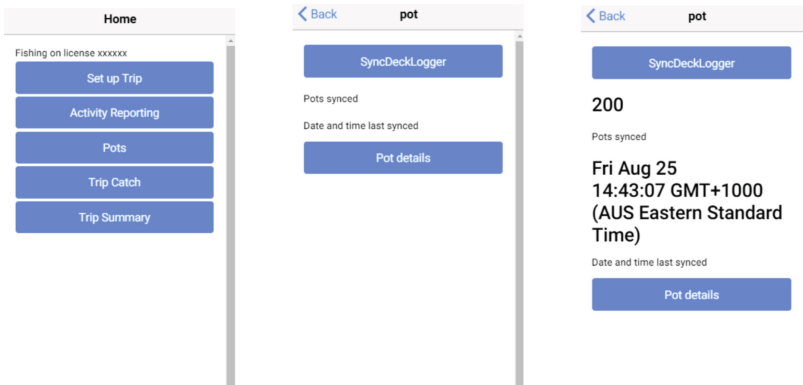 Home
Fishing on license xxxxxx
Set up Trip
Activity Reporting
Pots
Trip Catch
Trip Summary
Back
pot
SyncDeckLogger
Pots synced
Date and time last synced
Pot details
Back
pot
SyncDeckLogger
200
Pots synced
Fri Aug 25
14:43:07 GMT+1000
(AUS Eastern Standard
Time)
Date and time last synced
Pot details